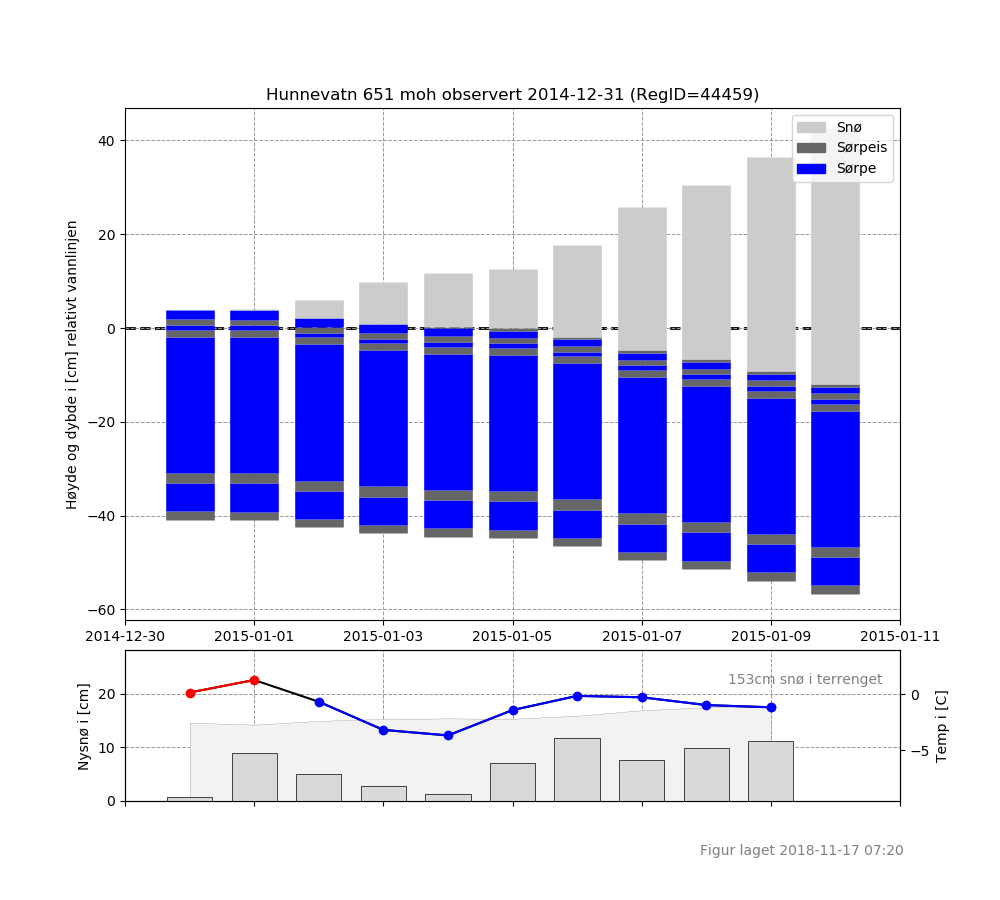 Hunnevatn 651 moh observert 2014-12-31 (RegID=44459)
Høyde og dybde i [cm] relativt vannlinjen
40
20
0
−20
−40
−60
Snø
Sørpeis
Sørpe
2014-12-30 2015-01-01 2015-01-03 2015-01-05 2015-01-07 2015-01-09 2015-01-11
Nysnø i [cm]
20
10
0
153cm snø i terrenget
0
−5
Temp i [C]
Figur laget 2018-11-17 07:20